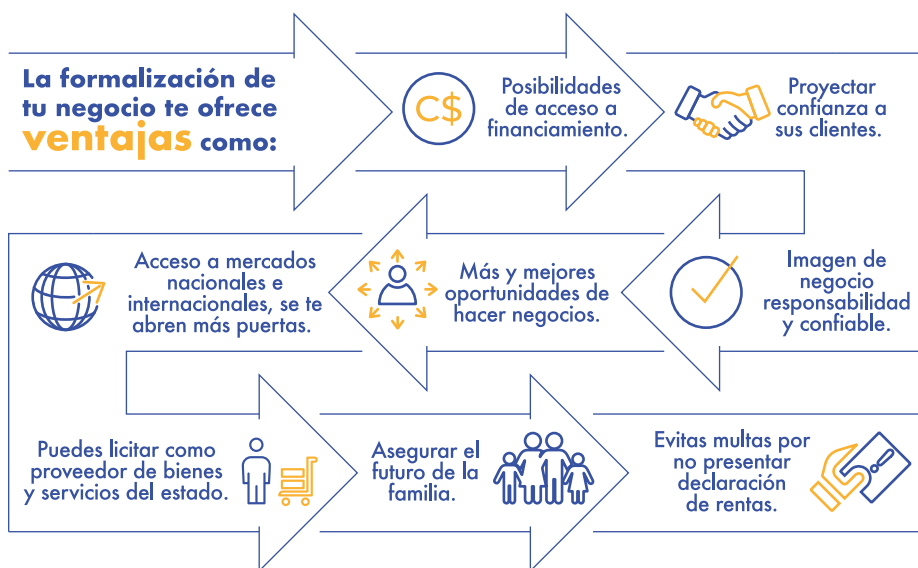 La formalización de
tu negocio te ofrece
ventajas como:
C$
Posibilidades
de acceso a
financiamiento.
Proyectar
confianza a
sus clientes.
Imagen de
negocio
responsabilidad
y confiable.
Más y mejores
oportunidades de
hacer negocios.
Acceso a mercados
nacionales e
internacionales, se te
abren más puertas.
Puedes licitar como
proveedor de bienes
y servicios del estado.
Asegurar el
futuro de la
familia.
Evitas multas por
no presentar
declaración
de rentas.